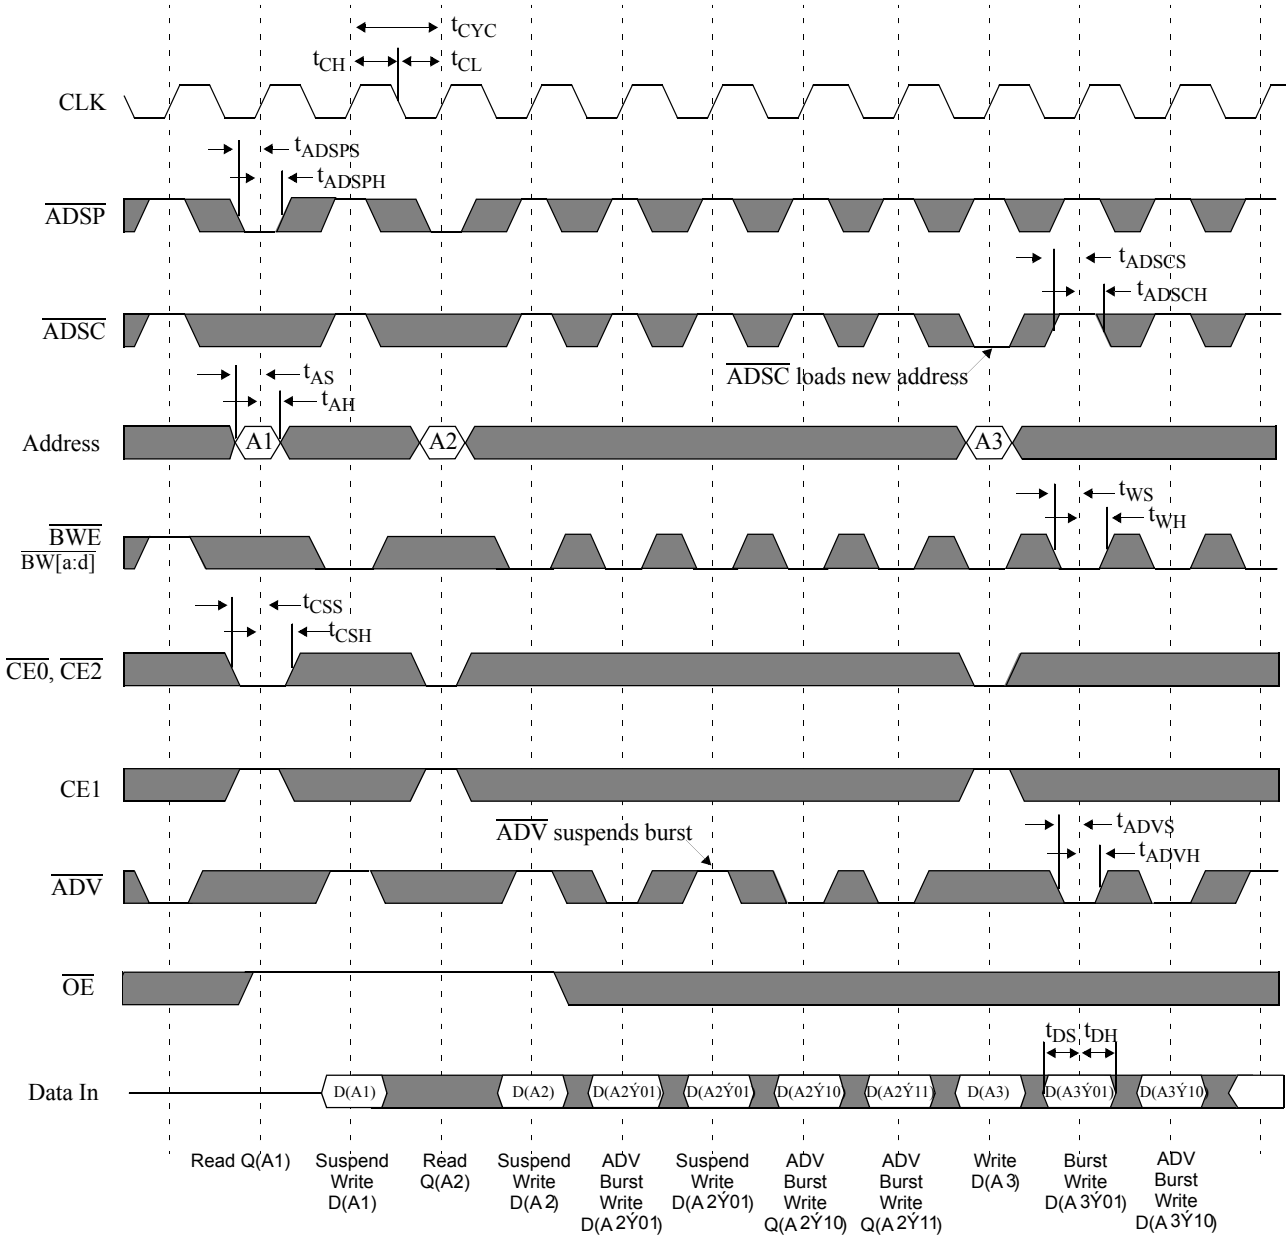 tCYC
tCH
tCL
CLK
tADSPS
tADSPH
ADSP
tADSCS
tADSCH
ADSC
ADSC loads new address
tAS
tAH
Address
A1
A2
A3
tWS
tWH
BWE
BW[a:d]
tCSS
tCSH
CE0, CE2
CE1
ADV suspends burst
tADVS
tADVH
ADV
OE
tDS
tDH
Data In
D(A1)
D(A2)
D(A2Ý01)
D(A2Ý01)
D(A2Ý10)
D(A2Ý11)
D(A3)
D(A3Ý01)
D(A3Ý10)
Read Q(A1)
Suspend
Write
D(A1)
Read
Q(A2)
Suspend
Write
D(A2)
ADV
Burst
Write
D(A2Ý01)
Suspend
Write
D(A2Ý01)
ADV
Burst
Write
Q(A2Ý10)
ADV
Burst
Write
Q(A2Ý11)
Write
D(A3)
Burst
Write
D(A3Ý01)
ADV
Burst
Write
D(A3Ý10)